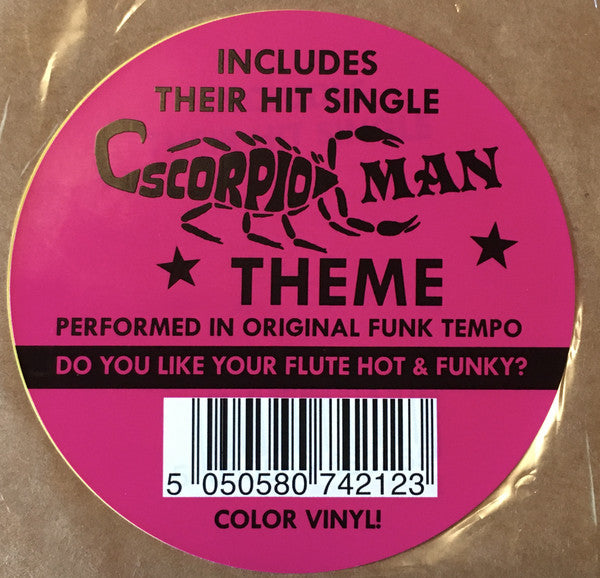 INCLUDES
THEIR HIT SINGLE
SCORPIO MAN
THEME
PERFORMED IN ORIGINAL FUNK TEMPO
DO YOU LIKE YOUR FLUTE HOT & FUNKY?
5 050580 742123
COLOR VINYL!